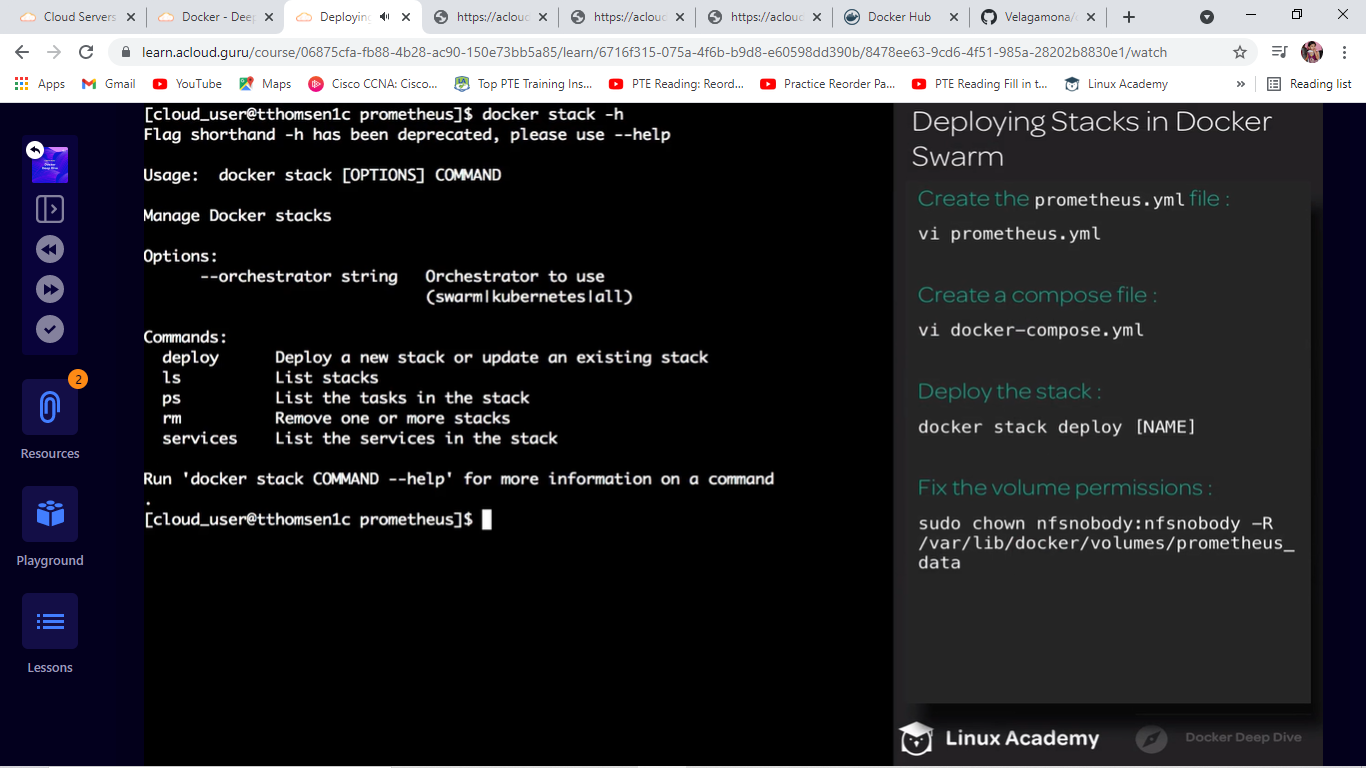 Cloud Servers
Docker - Deep
Deploying
https://aclou
https://aclou
https://aclou
Docker Hub
Velagamona/
learn.acloud.guru/course/06875cfa-fb88-4b28-ac90-150e73bb5a85/learn/6716f315-075a-4f6b-b9d8-e60598dd390b/8478ee63-9cd6-4f51-985a-28202b8830e1/watch
Apps
Gmail
YouTube
Maps
Cisco CCNA: Cisco...
Top PTE Training Ins...
PTE Reading: Reord...
Practice Reorder Pa...
PTE Reading Fill in t...
Linux Academy
»
Reading list
2
Resources
Playground
Lessons
[cloud_user@tthomsen1c prometheus]$ docker stack -h
Flag shorthand -h has been deprecated, please use --help
Usage:  docker stack [OPTIONS] COMMAND
Manage Docker stacks
Options:
--orchestrator string   Orchestrator to use
(swarm|kubernetes|all)
Commands:
deploy      Deploy a new stack or update an existing stack
ls          List stacks
ps          List the tasks in the stack
rm          Remove one or more stacks
services    List the services in the stack
Run 'docker stack COMMAND --help' for more information on a command
.
[cloud_user@tthomsen1c prometheus]$
Deploying Stacks in Docker
Swarm
Create the prometheus.yml file :
vi prometheus.yml
Create a compose file :
vi docker-compose.yml
Deploy the stack :
docker stack deploy [NAME]
Fix the volume permissions :
sudo chown nfsnobody:nfsnobody -R
/var/lib/docker/volumes/prometheus_
data
Linux Academy
Docker Deep Dive